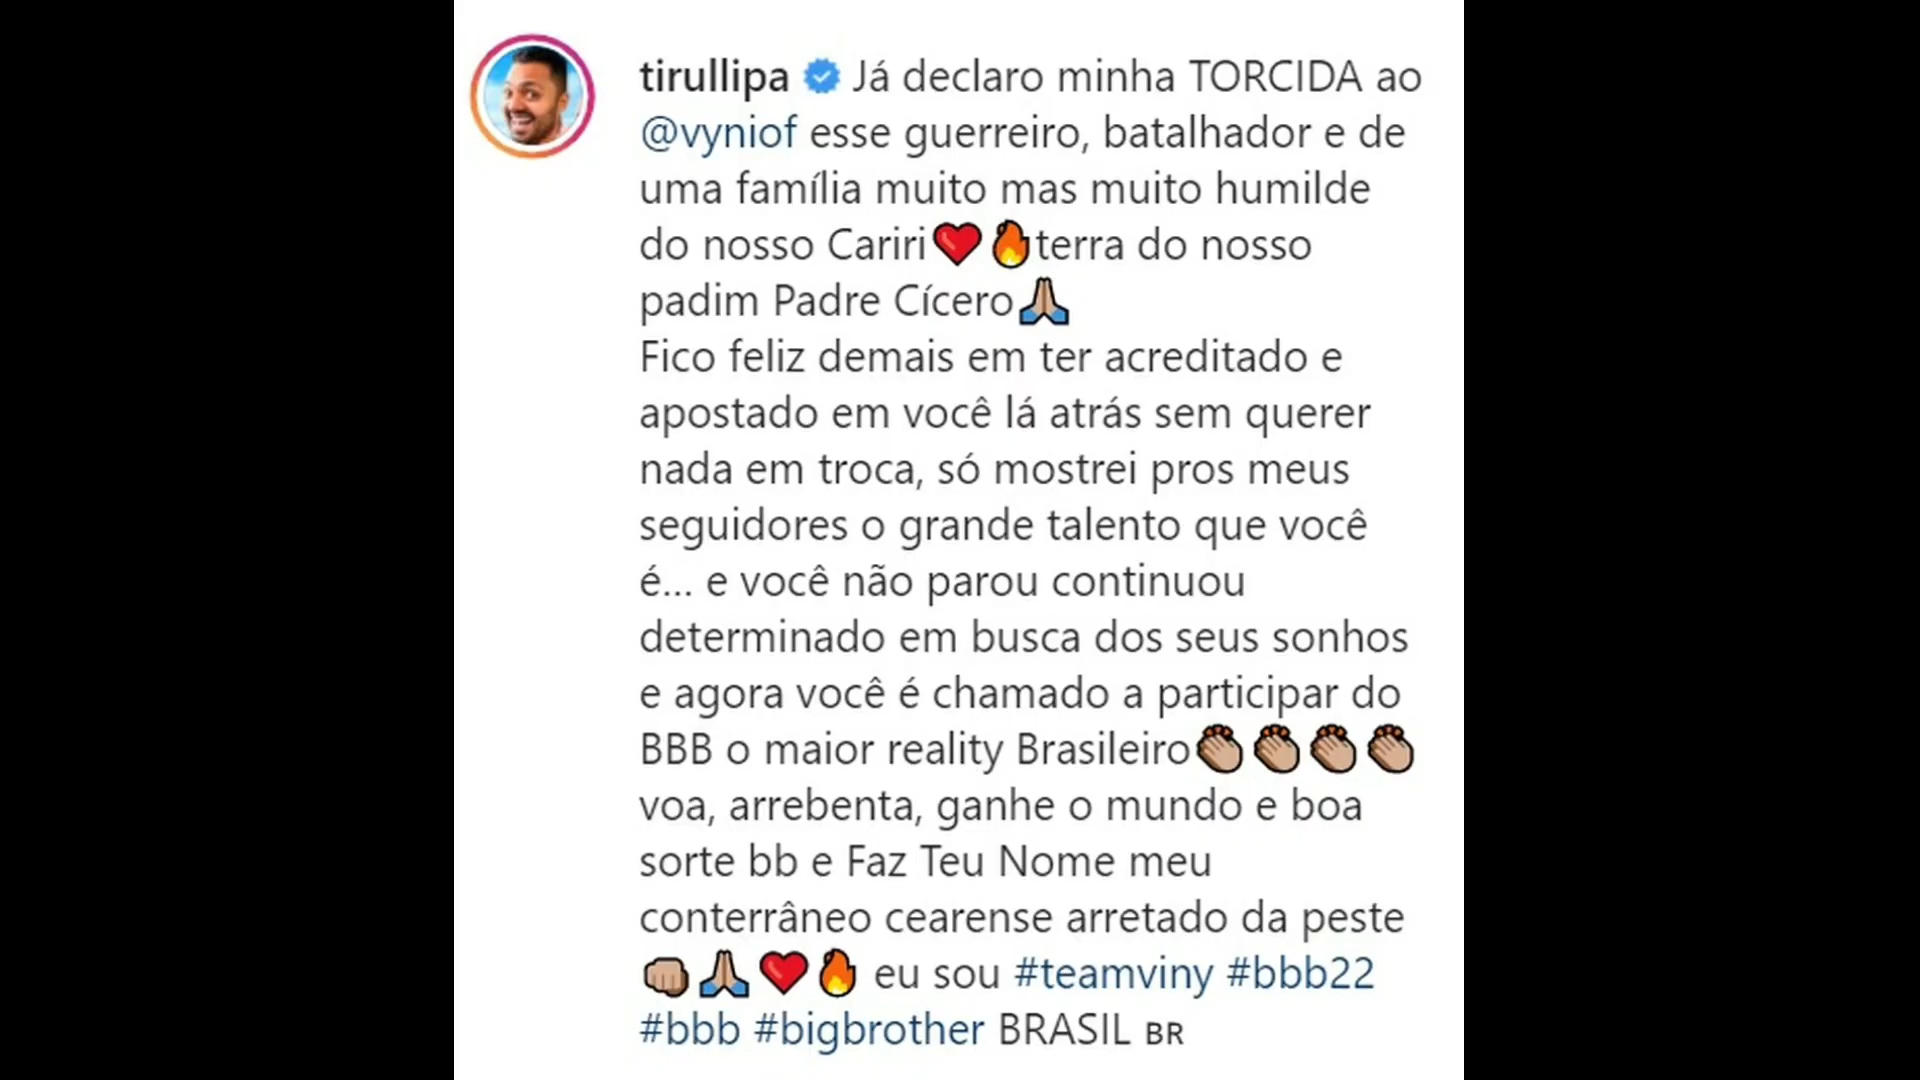 tirullipa Já declaro minha TORCIDA ao
@vyniof esse guerreiro, batalhador e de
uma família muito mas muito humilde
do nosso Cariri❤️🔥terra do nosso
padim Padre Cícero🙏🏼
Fico feliz demais em ter acreditado e
apostado em você lá atrás sem querer
nada em troca, só mostrei pros meus
seguidores o grande talento que você
é... e você não parou continuou
determinado em busca dos seus sonhos
e agora você é chamado a participar do
BBB o maior reality Brasileiro👏🏼👏🏼👏🏼👏🏼
voa, arrebenta, ganhe o mundo e boa
sorte bb e Faz Teu Nome meu
conterrâneo cearense arretado da peste
👊🏼🙏🏼❤️🔥 eu sou #teamviny #bbb22
#bbb #bigbrother BRASIL BR